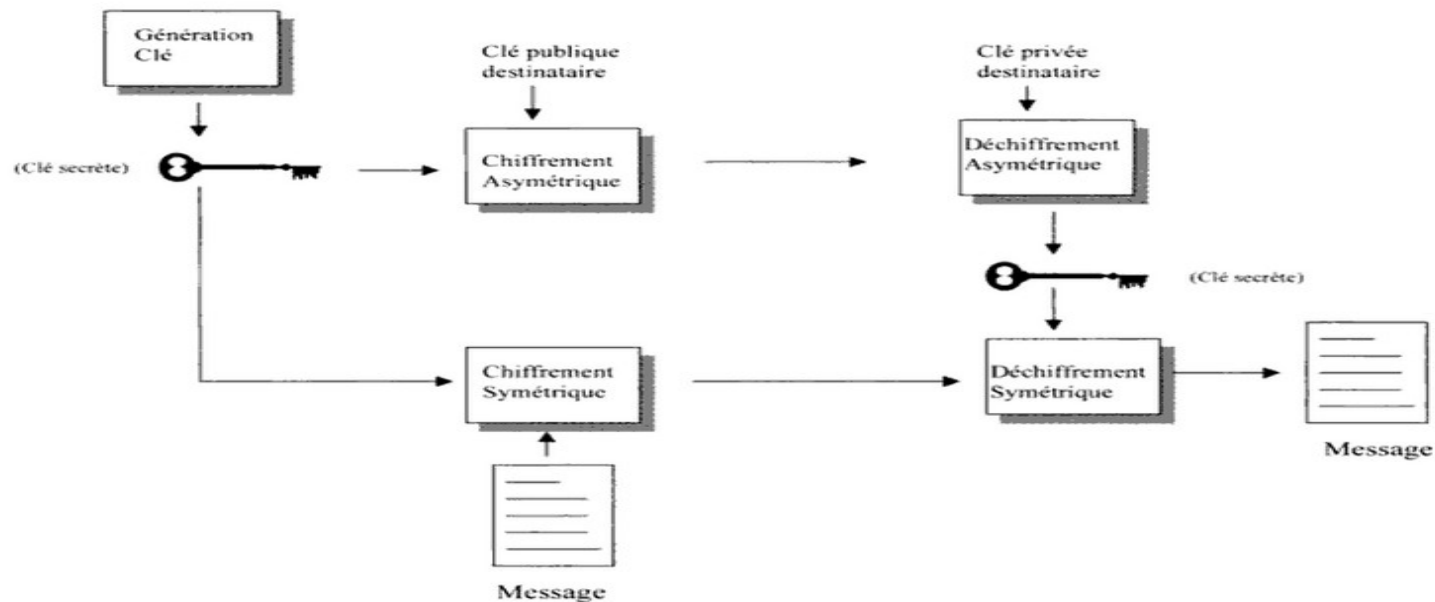 Génération
Clé
Clé publique
destinataire
Clé privée
destinataire
(Clé secrète)
Chiffrement
Asymétrique
Déchiffrement
Asymétrique
(Clé secrète)
Chiffrement
Symétrique
Déchiffrement
Symétrique
Message
Message